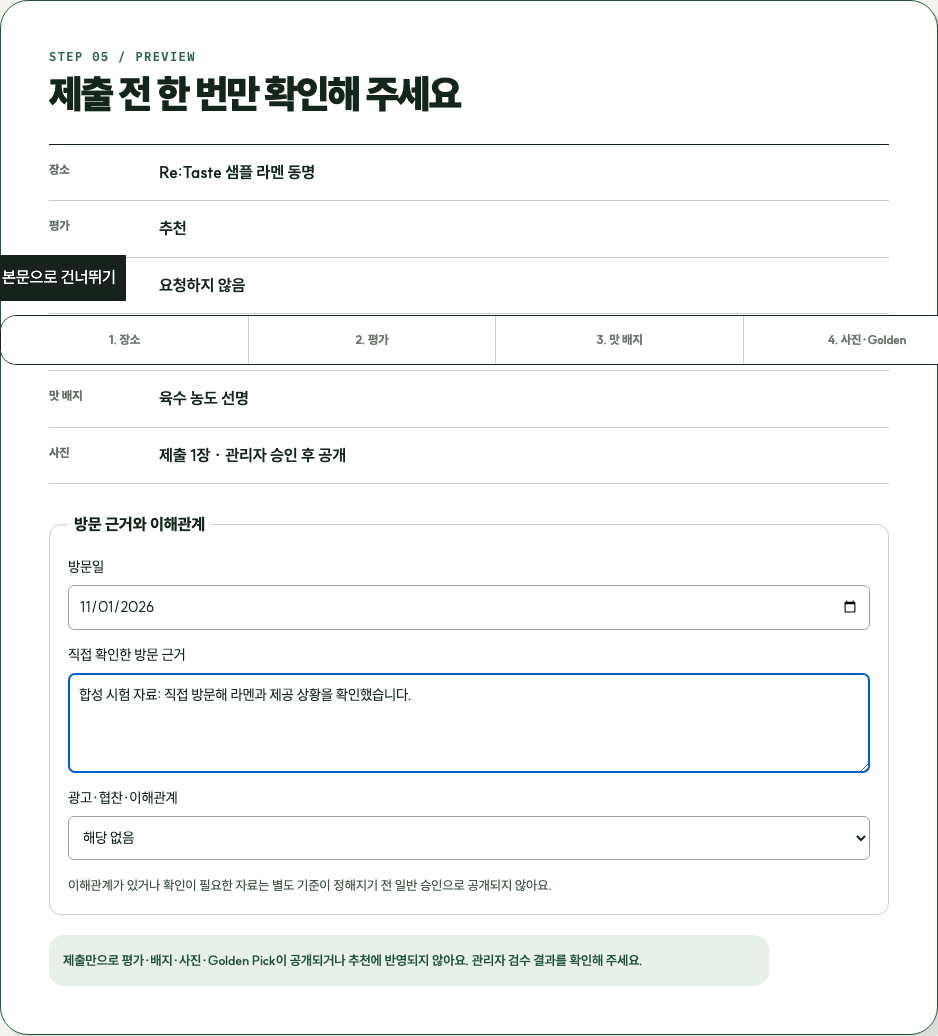 STEP 05 / PREVIEW
제출 전 한 번만 확인해 주세요
장소
Re:Taste 샘플 라멘 동명
평가
추천
본문으로 건너뛰기
요청하지 않음
1. 장소
2. 평가
3. 맛 배지
4. 사진·Golden
맛 배지
육수 농도 선명
사진
제출 1장 · 관리자 승인 후 공개
방문 근거와 이해관계
방문일
11/01/2026
직접 확인한 방문 근거
합성 시험 자료: 직접 방문해 라멘과 제공 상황을 확인했습니다.
광고·협찬·이해관계
해당 없음
이해관계가 있거나 확인이 필요한 자료는 별도 기준이 정해지기 전 일반 승인으로 공개되지 않아요.
제출만으로 평가·배지·사진·Golden Pick이 공개되거나 추천에 반영되지 않아요. 관리자 검수 결과를 확인해 주세요.